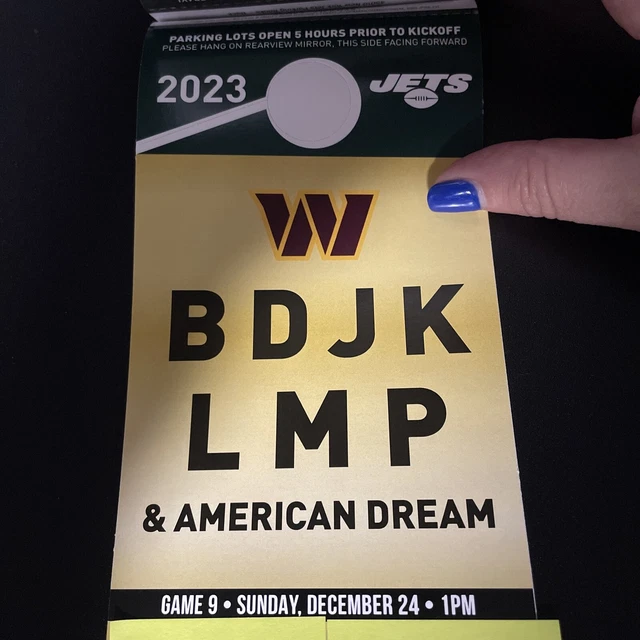 PARKING LOTS OPEN 5 HOURS PRIOR TO KICKOFF
PLEASE HANG ON REARVIEW MIRROR, THIS SIDE FACING FORWARD
2023
JETS
W
BDJK
LMP
& AMERICAN DREAM
GAME 9 • SUNDAY, DECEMBER 24 • 1PM